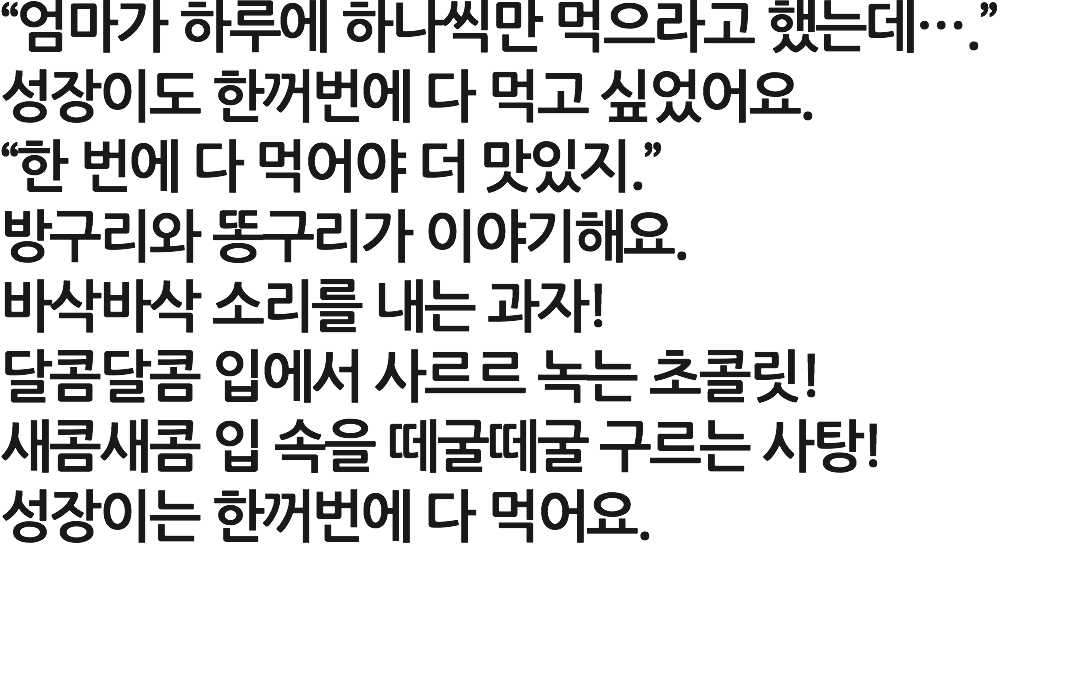 “엄마가 하루에 하나씩만 먹으라고 했는데….”
성장이도 한꺼번에 다 먹고 싶었어요.
“한 번에 다 먹어야 더 맛있지.”
방구리와 똥구리가 이야기해요.
바삭바삭 소리를 내는 과자!
달콤달콤 입에서 사르르 녹는 초콜릿!
새콤새콤 입 속을 떼굴떼굴 구르는 사탕!
성장이는 한꺼번에 다 먹어요.